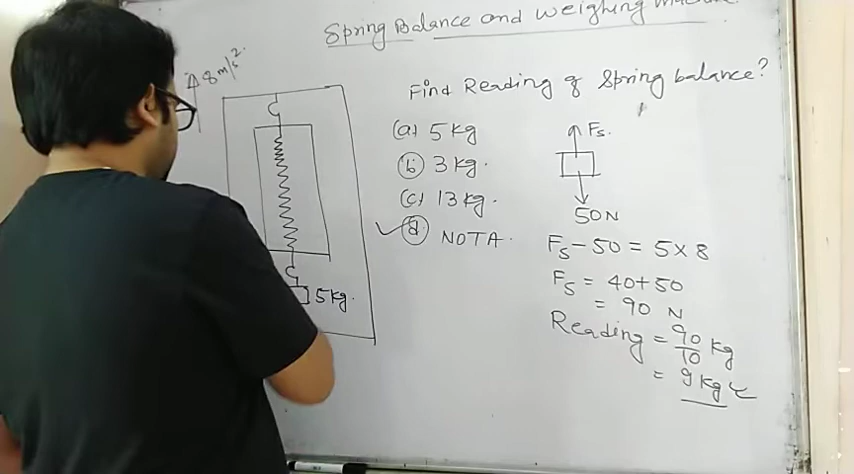 Spring Balance and Weighing
8 m/s²
Find Reading of Spring balance?
(a) 5 kg
(b) 3 kg.
(c) 13 kg.
(d) NOTA.
Fs.
50N
5 kg.
Fs - 50 = 5 x 8
Fs = 40 + 50
= 90 N
Reading = 90/10 kg
= 9 kg